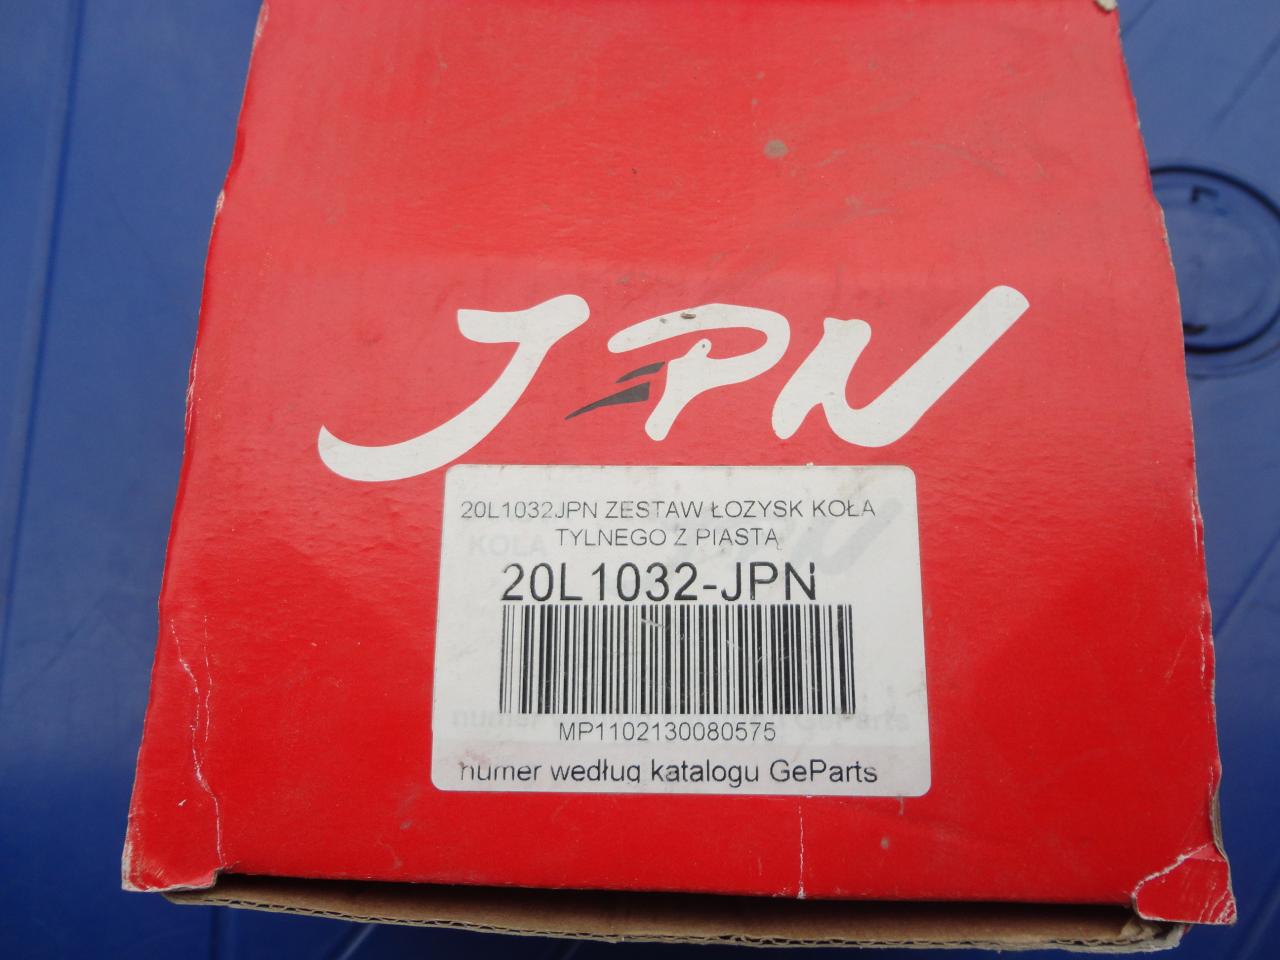 JPN
20L1032JPN ZESTAW ŁOZYSK KOŁA
TYLNEGO Z PIASTĄ
20L1032-JPN
MP1102130080575
numer według katalogu GeParts